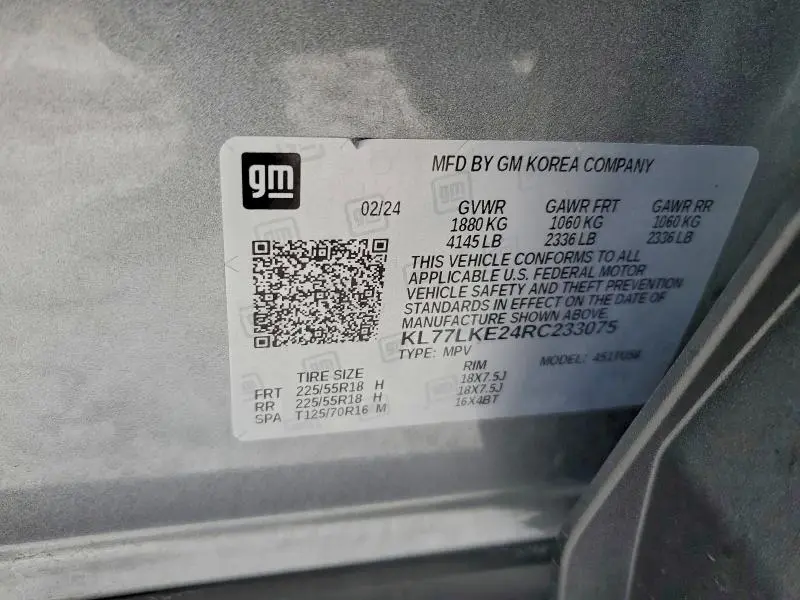 gm
MFD BY GM KOREA COMPANY
02/24 GVWR GAWR FRT GAWR RR
1880 KG 1060 KG 1060 KG
4145 LB 2336 LB 2336 LB
THIS VEHICLE CONFORMS TO ALL
APPLICABLE U.S. FEDERAL MOTOR
VEHICLE SAFETY AND THEFT PREVENTION
STANDARDS IN EFFECT ON THE DATE OF
MANUFACTURE SHOWN ABOVE.
KL77LKE24RC233075
TYPE: MPV MODEL:
TIRE SIZE RIM
FRT 225/55R18 H 18X7.5J
RR 225/55R18 H 18X7.5J
SPA T125/70R16 M 16X4BT